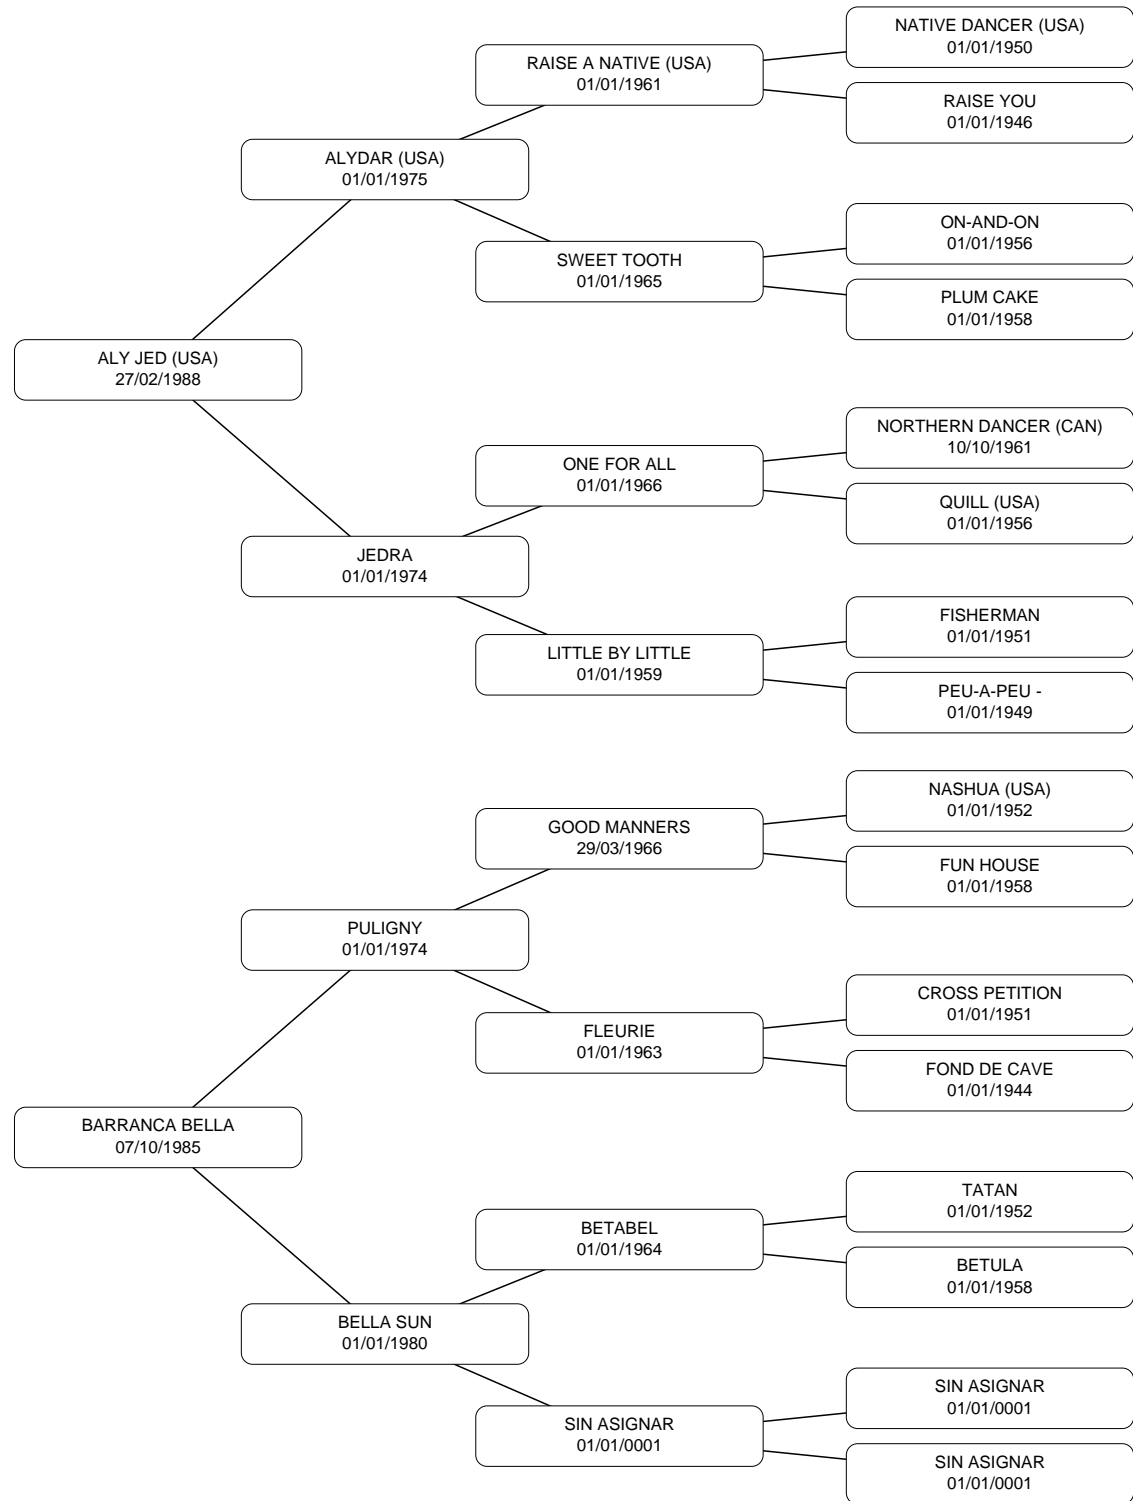 NATIVE DANCER (USA)
01/01/1950
RAISE A NATIVE (USA)
01/01/1961
RAISE YOU
01/01/1946
ALYDAR (USA)
01/01/1975
ON-AND-ON
01/01/1956
SWEET TOOTH
01/01/1965
PLUM CAKE
01/01/1958
ALY JED (USA)
27/02/1988
NORTHERN DANCER (CAN)
10/10/1961
ONE FOR ALL
01/01/1966
QUILL (USA)
01/01/1956
JEDRA
01/01/1974
FISHERMAN
01/01/1951
LITTLE BY LITTLE
01/01/1959
PEU-A-PEU -
01/01/1949
NASHUA (USA)
01/01/1952
GOOD MANNERS
29/03/1966
FUN HOUSE
01/01/1958
PULIGNY
01/01/1974
CROSS PETITION
01/01/1951
FLEURIE
01/01/1963
FOND DE CAVE
01/01/1944
BARRANCA BELLA
07/10/1985
TATAN
01/01/1952
BETABEL
01/01/1964
BETULA
01/01/1958
BELLA SUN
01/01/1980
SIN ASIGNAR
01/01/0001
SIN ASIGNAR
01/01/0001
SIN ASIGNAR
01/01/0001